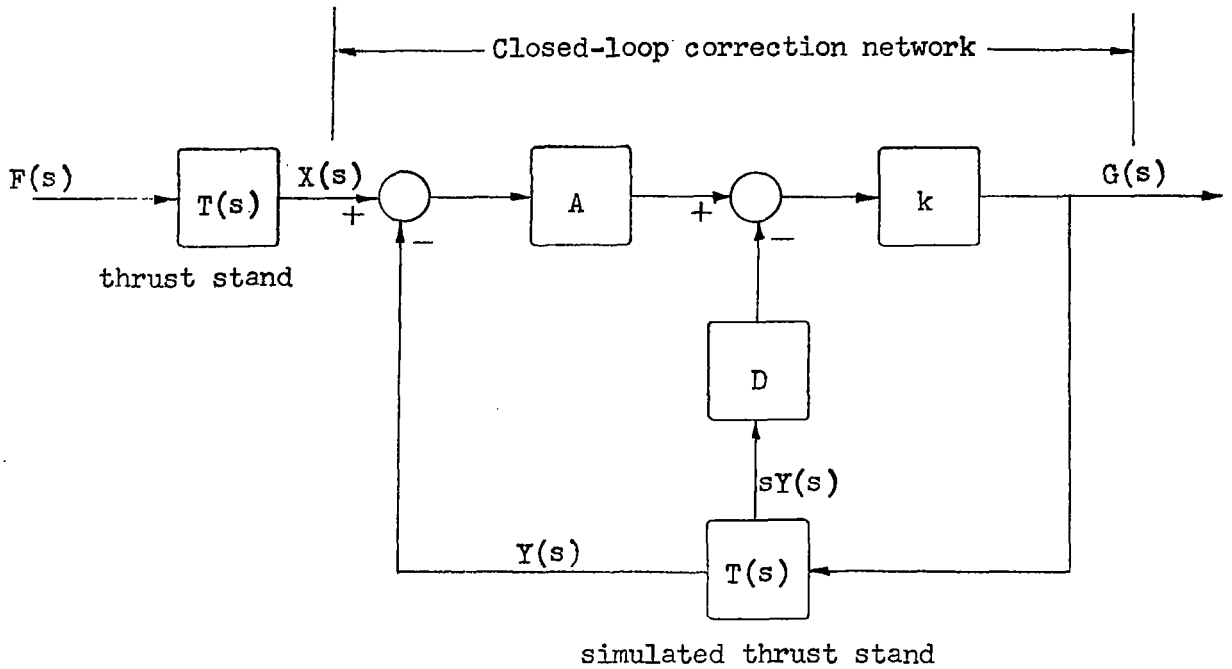 Closed-loop correction network
F(s)
T(s)
X(s)
+
−
A
+
−
k
G(s)
thrust stand
D
sY(s)
Y(s)
T(s)
simulated thrust stand